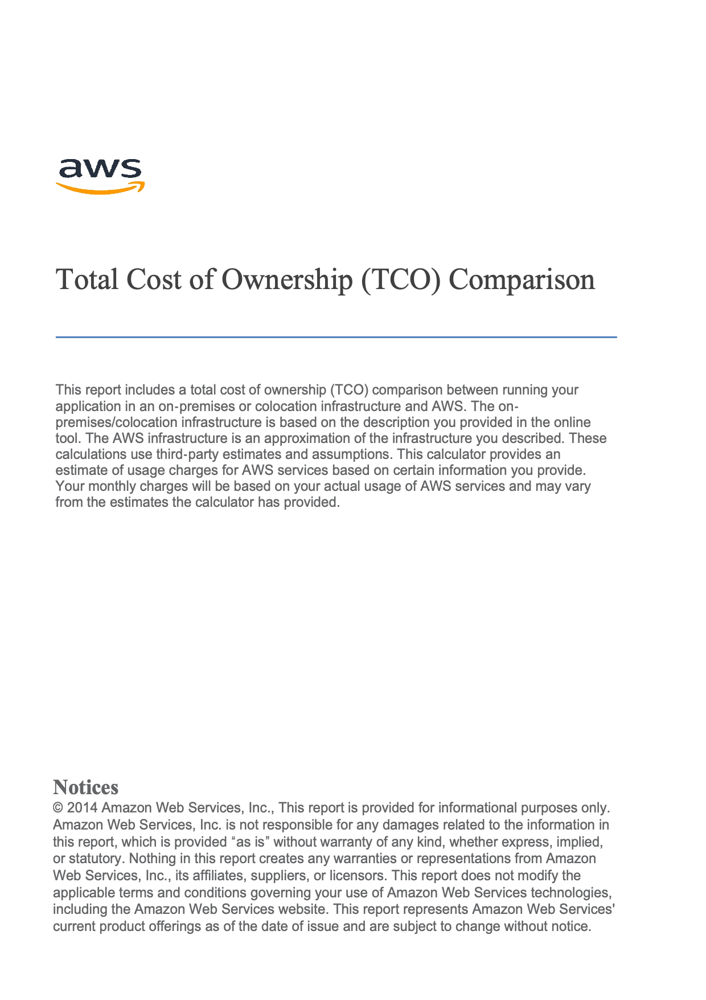 aws
Total Cost of Ownership (TCO) Comparison
This report includes a total cost of ownership (TCO) comparison between running your
application in an on-premises or colocation infrastructure and AWS. The on-
premises/colocation infrastructure is based on the description you provided in the online
tool. The AWS infrastructure is an approximation of the infrastructure you described. These
calculations use third-party estimates and assumptions. This calculator provides an
estimate of usage charges for AWS services based on certain information you provide.
Your monthly charges will be based on your actual usage of AWS services and may vary
from the estimates the calculator has provided.
Notices
© 2014 Amazon Web Services, Inc., This report is provided for informational purposes only.
Amazon Web Services, Inc. is not responsible for any damages related to the information in
this report, which is provided “as is” without warranty of any kind, whether express, implied,
or statutory. Nothing in this report creates any warranties or representations from Amazon
Web Services, Inc., its affiliates, suppliers, or licensors. This report does not modify the
applicable terms and conditions governing your use of Amazon Web Services technologies,
including the Amazon Web Services website. This report represents Amazon Web Services'
current product offerings as of the date of issue and are subject to change without notice.